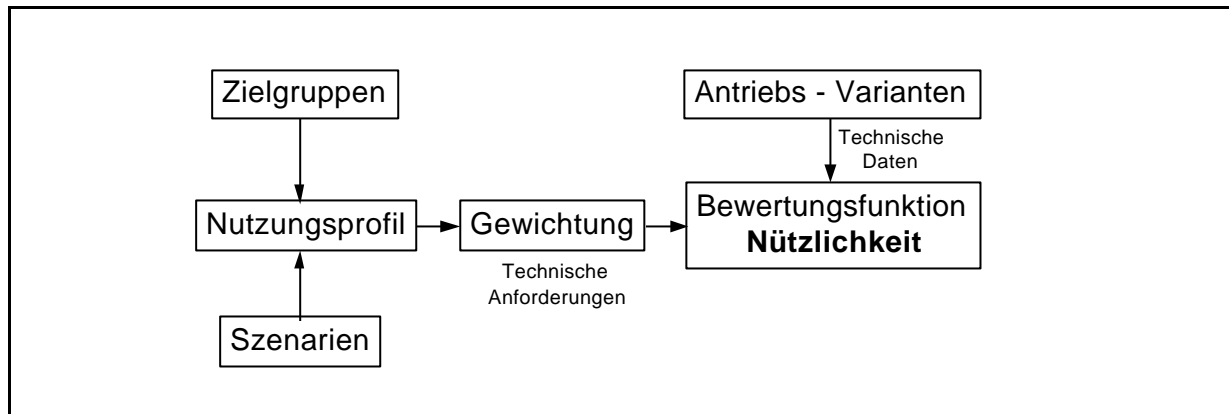 Zielgruppen
Antriebs - Varianten
Technische
Daten
Nutzungsprofil
Gewichtung
Bewertungsfunktion
Nützlichkeit
Technische
Anforderungen
Szenarien